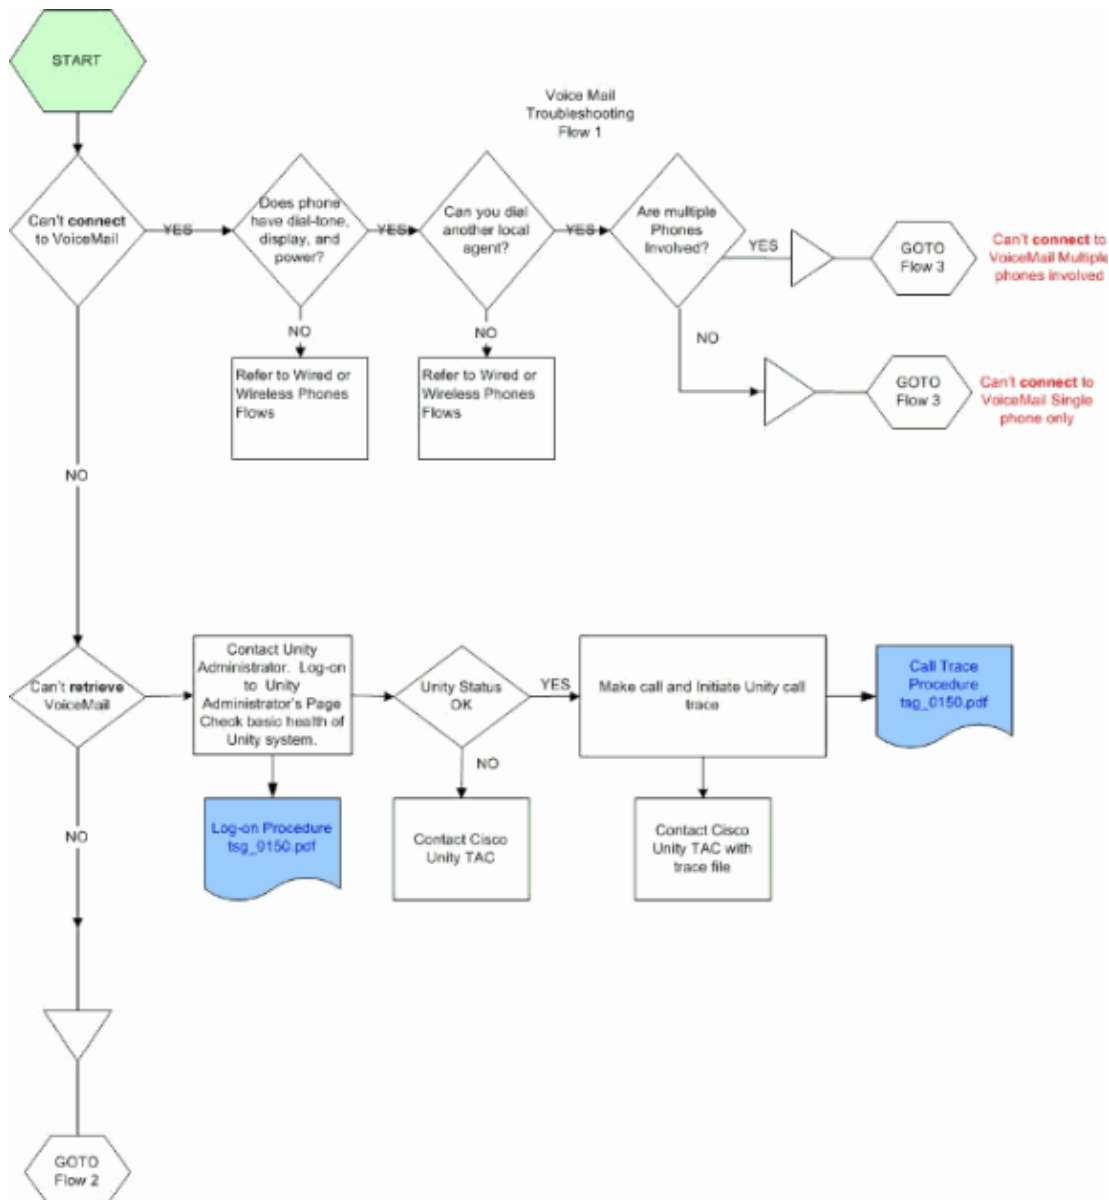 START
Voice Mail
Troubleshooting
Flow 1
Can't connect
to VoiceMail
YES
Does phone
have dial-tone,
display, and
power?
YES
Can you dial
another local
agent?
YES
Are multiple
Phones
Involved?
YES
GOTO
Flow 3
Can't connect to
VoiceMail Multiple
phones involved
NO
Refer to Wired or
Wireless Phones
Flows
NO
Refer to Wired or
Wireless Phones
Flows
NO
GOTO
Flow 3
Can't connect to
VoiceMail Single
phone only
NO
Can't retrieve
VoiceMail
Contact Unity
Administrator. Log-on
to Unity
Administrator's Page
Check basic health of
Unity system.
Unity Status
OK
YES
Make call and Initiate Unity call
trace
Call Trace
Procedure
tsg_0150.pdf
NO
Log-on Procedure
tsg_0150.pdf
NO
Contact Cisco
Unity TAC
Contact Cisco
Unity TAC with
trace file
GOTO
Flow 2